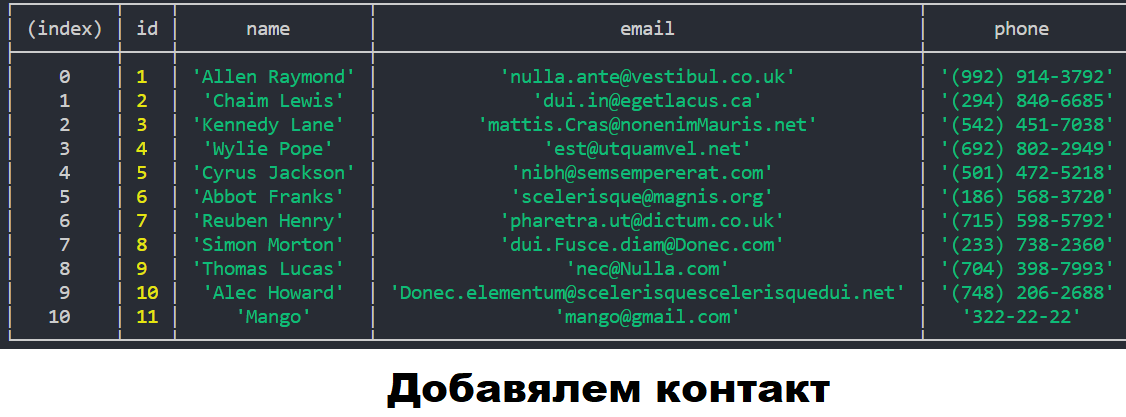 (index) id name email phone
0 1 'Allen Raymond' 'nulla.ante@vestibul.co.uk' '(992) 914-3792'
1 2 'Chaim Lewis' 'dui.in@egetlacus.ca' '(294) 840-6685'
2 3 'Kennedy Lane' 'mattis.Cras@nonenimMauris.net' '(542) 451-7038'
3 4 'Wylie Pope' 'est@utquamvel.net' '(692) 802-2949'
4 5 'Cyrus Jackson' 'nibh@semsempererat.com' '(501) 472-5218'
5 6 'Abbot Franks' 'scelerisque@magnis.org' '(186) 568-3720'
6 7 'Reuben Henry' 'pharetra.ut@dictum.co.uk' '(715) 598-5792'
7 8 'Simon Morton' 'dui.Fusce.diam@Donec.com' '(233) 738-2360'
8 9 'Thomas Lucas' 'nec@Nulla.com' '(704) 398-7993'
9 10 'Alec Howard' 'Donec.elementum@scelerisquescelerisquedui.net' '(748) 206-2688'
10 11 'Mango' 'mango@gmail.com' '322-22-22'
Добавялем контакт